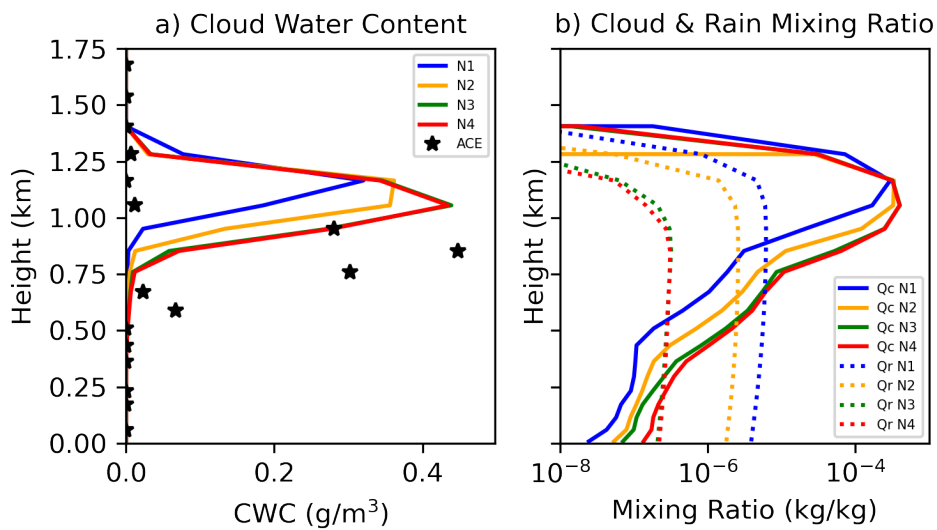 a) Cloud Water Content
b) Cloud & Rain Mixing Ratio
1.75
1.50
1.25
1.00
0.75
0.50
0.25
0.00
Height (km)
N1
N2
N3
N4
ACE
0.0
0.2
0.4
CWC (g/m³)
Height (km)
Qc N1
Qc N2
Qc N3
Qc N4
Qr N1
Qr N2
Qr N3
Qr N4
10⁻⁸
10⁻⁶
10⁻⁴
Mixing Ratio (kg/kg)